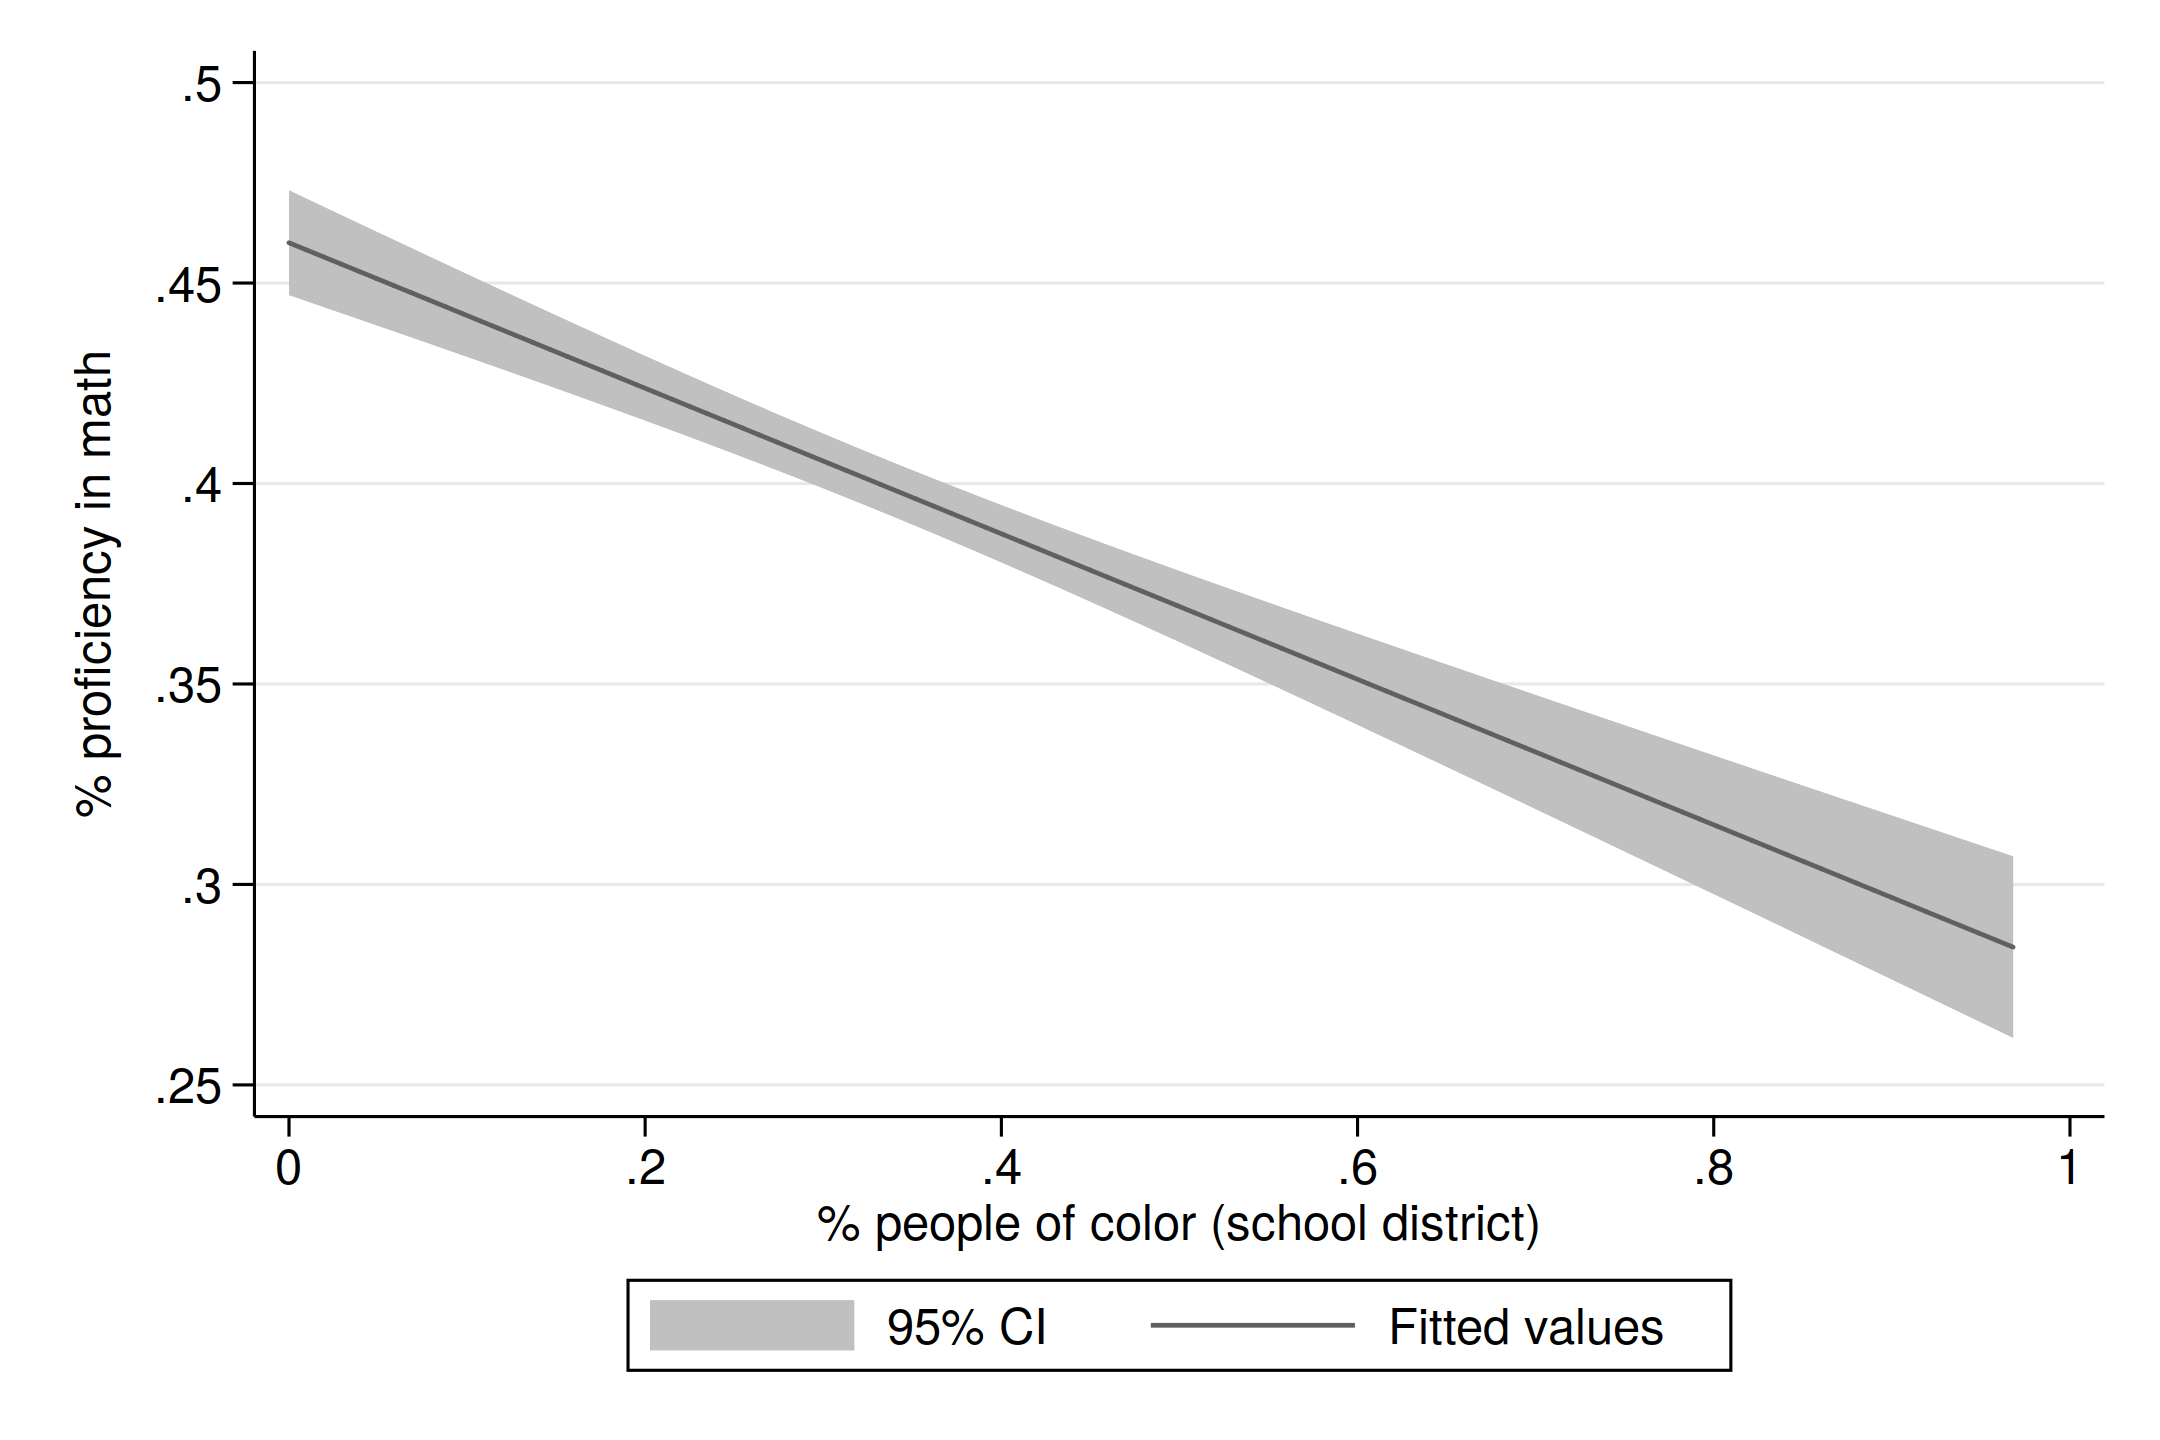 % proficiency in math
.5
.45
.4
.35
.3
.25
0 .2 .4 .6 .8 1
% people of color (school district)
95% CI Fitted values